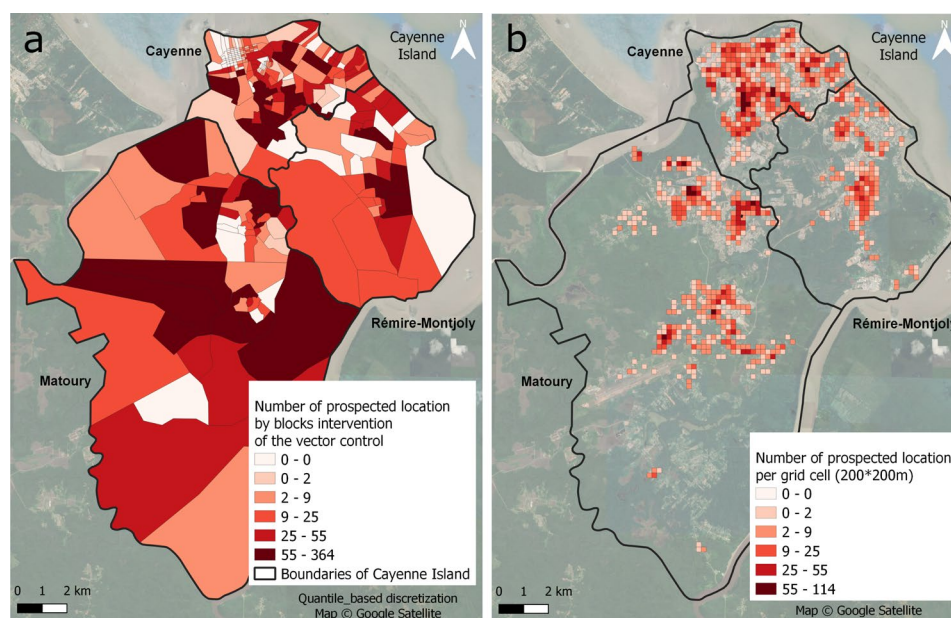 a
N
Cayenne
Cayenne
Island
Rémire-Montjoly
Matoury
Number of prospected location
by blocks intervention
of the vector control
0 - 0
0 - 2
2 - 9
9 - 25
25 - 55
55 - 364
Boundaries of Cayenne Island
0 1 2 km
Quantile_based discretization
Map © Google Satellite
b
N
Cayenne
Cayenne
Island
Rémire-Montjoly
Matoury
Number of prospected location
per grid cell (200*200m)
0 - 0
0 - 2
2 - 9
9 - 25
25 - 55
55 - 114
0 1 2 km
Map © Google Satellite